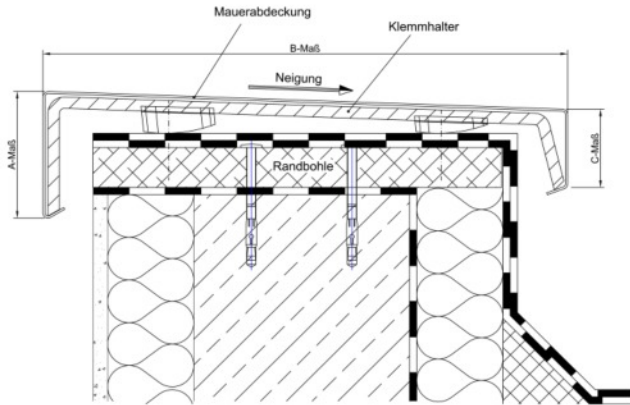 Mauerabdeckung
Klemmhalter
B-Maß
Neigung
A-Maß
C-Maß
Randbohle